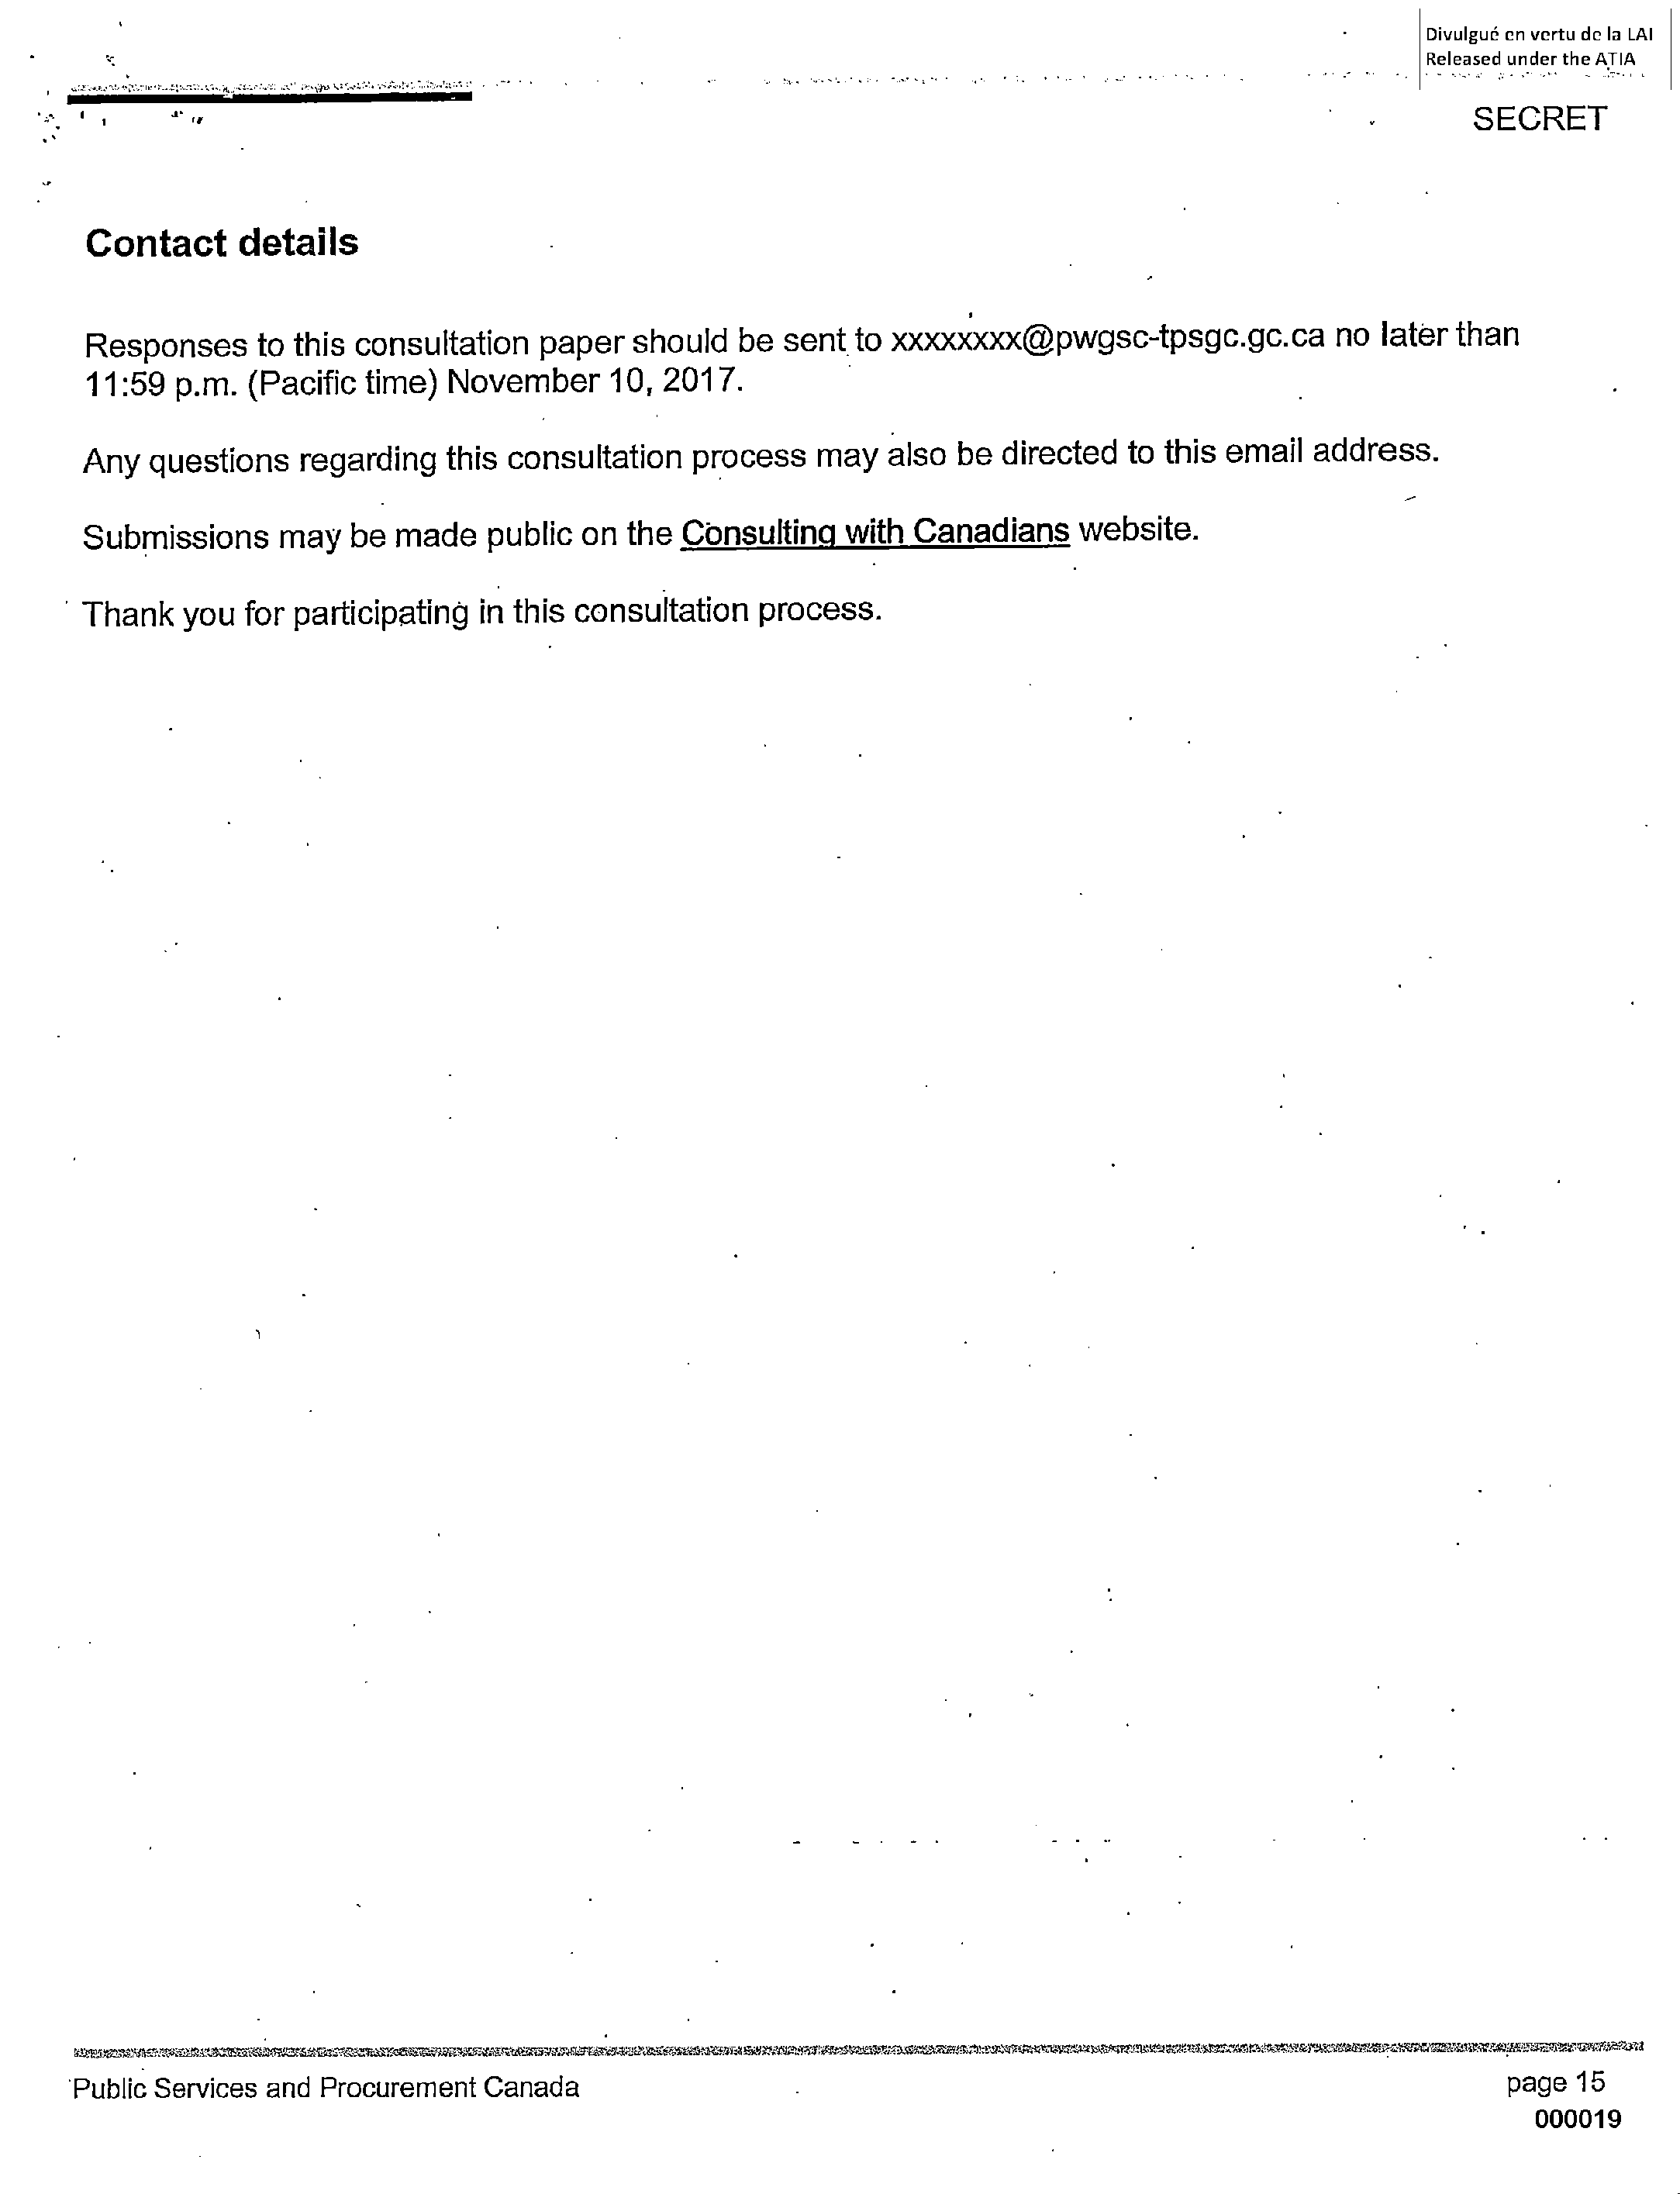 Divulgué en vertu de la LAI
Released under the ATIA
SECRET
Contact details
Responses to this consultation paper should be sent to xxxxxxxx@pwgsc-tpsgc.gc.ca no later than
11:59 p.m. (Pacific time) November 10, 2017.
Any questions regarding this consultation process may also be directed to this email address.
Submissions may be made public on the Consulting with Canadians website.
Thank you for participating in this consultation process.
Public Services and Procurement Canada
page 15
000019